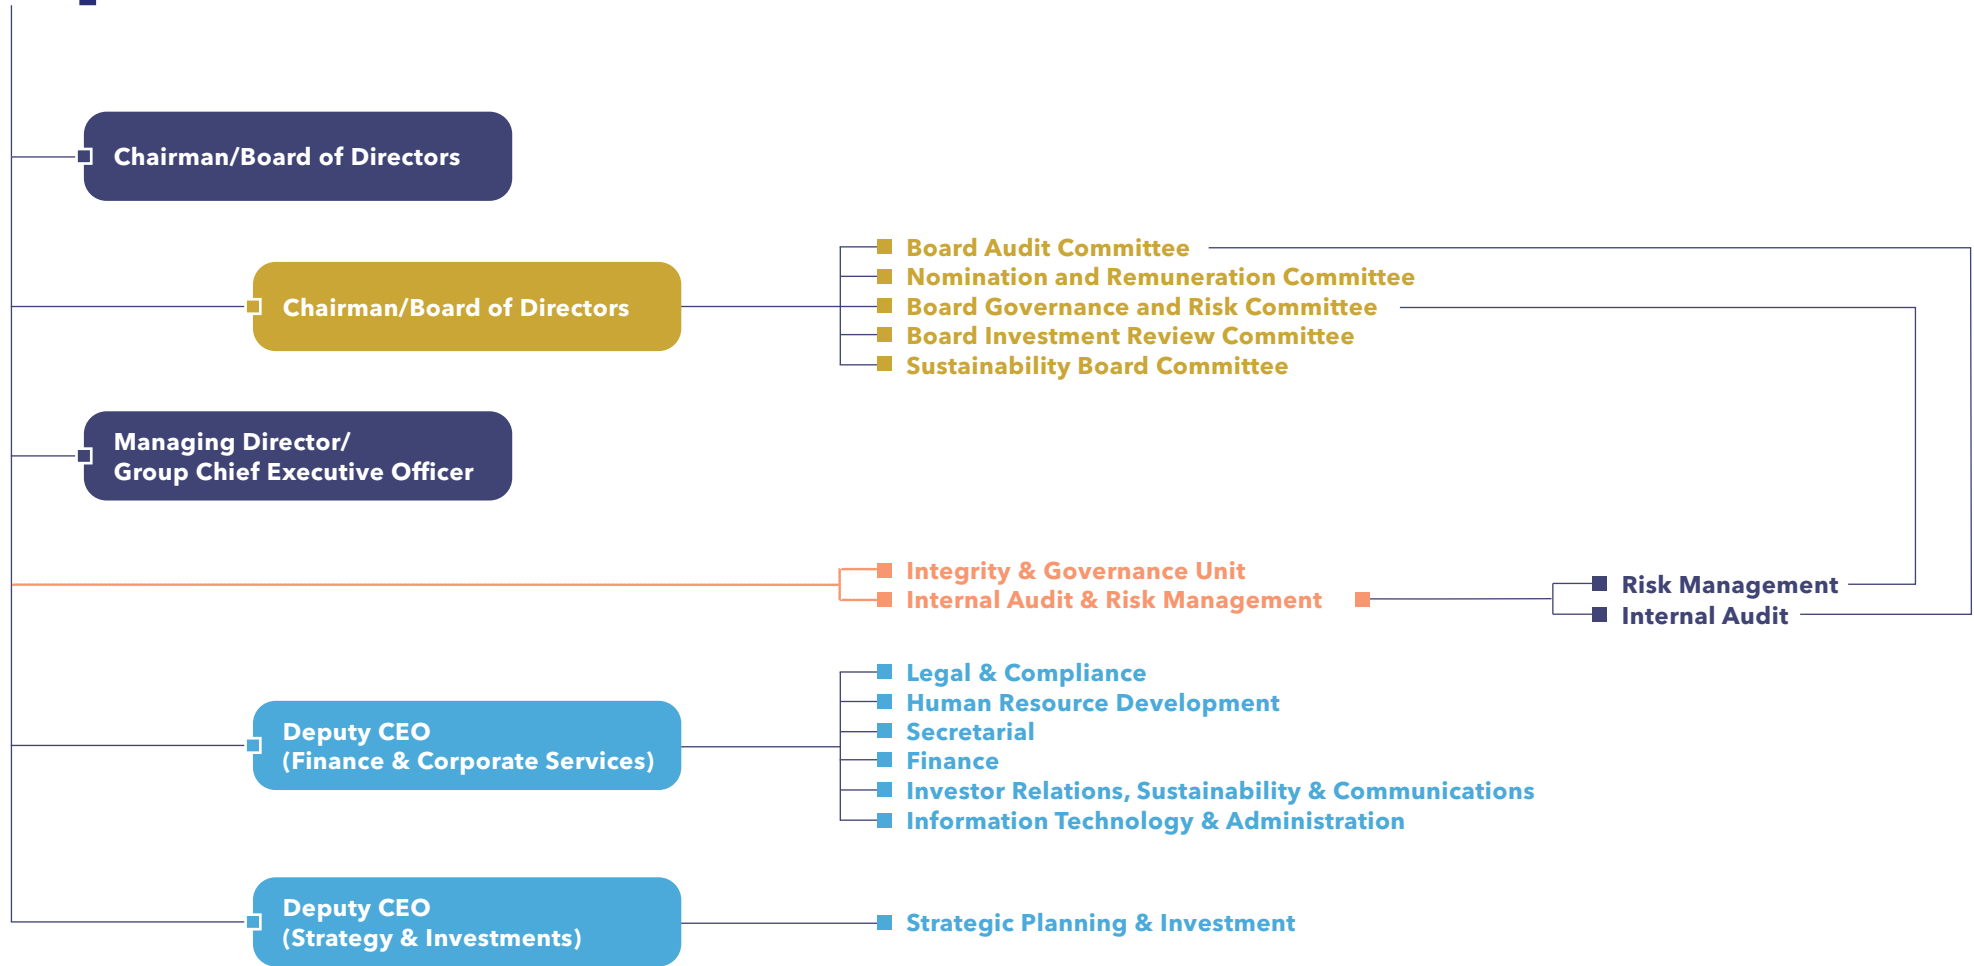 Chairman/Board of Directors
Chairman/Board of Directors
Board Audit Committee
Nomination and Remuneration Committee
Board Governance and Risk Committee
Board Investment Review Committee
Sustainability Board Committee
Managing Director/
Group Chief Executive Officer
Integrity & Governance Unit
Internal Audit & Risk Management
Risk Management
Internal Audit
Deputy CEO
(Finance & Corporate Services)
Legal & Compliance
Human Resource Development
Secretarial
Finance
Investor Relations, Sustainability & Communications
Information Technology & Administration
Deputy CEO
(Strategy & Investments)
Strategic Planning & Investment